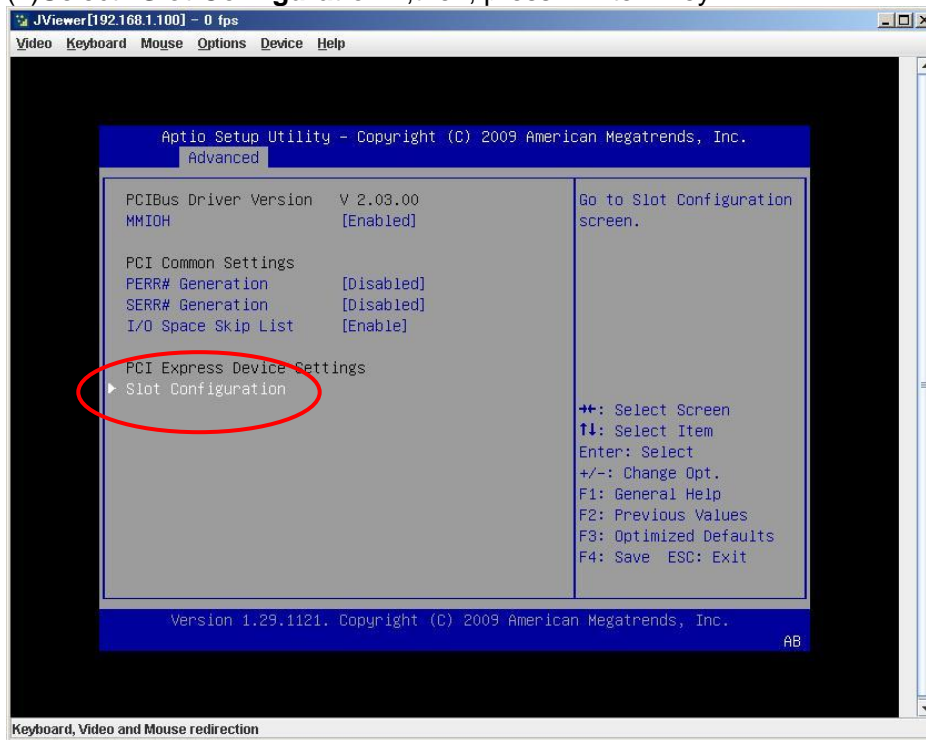 JViewer[192.168.1.100] - 0 fps
Video Keyboard Mouse Options Device Help
Aptio Setup Utility - Copyright (C) 2009 American Megatrends, Inc.
Advanced
PCIBus Driver Version V 2.03.00
MMIOH [Enabled]
PCI Common Settings
PERR# Generation [Disabled]
SERR# Generation [Disabled]
I/O Space Skip List [Enable]
PCI Express Device Settings
Slot Configuration
Go to Slot Configuration
screen.
: Select Screen
↑↓: Select Item
Enter: Select
+/-: Change Opt.
F1: General Help
F2: Previous Values
F3: Optimized Defaults
F4: Save ESC: Exit
Version 1.29.1121. Copyright (C) 2009 American Megatrends, Inc.
AB
Keyboard, Video and Mouse redirection